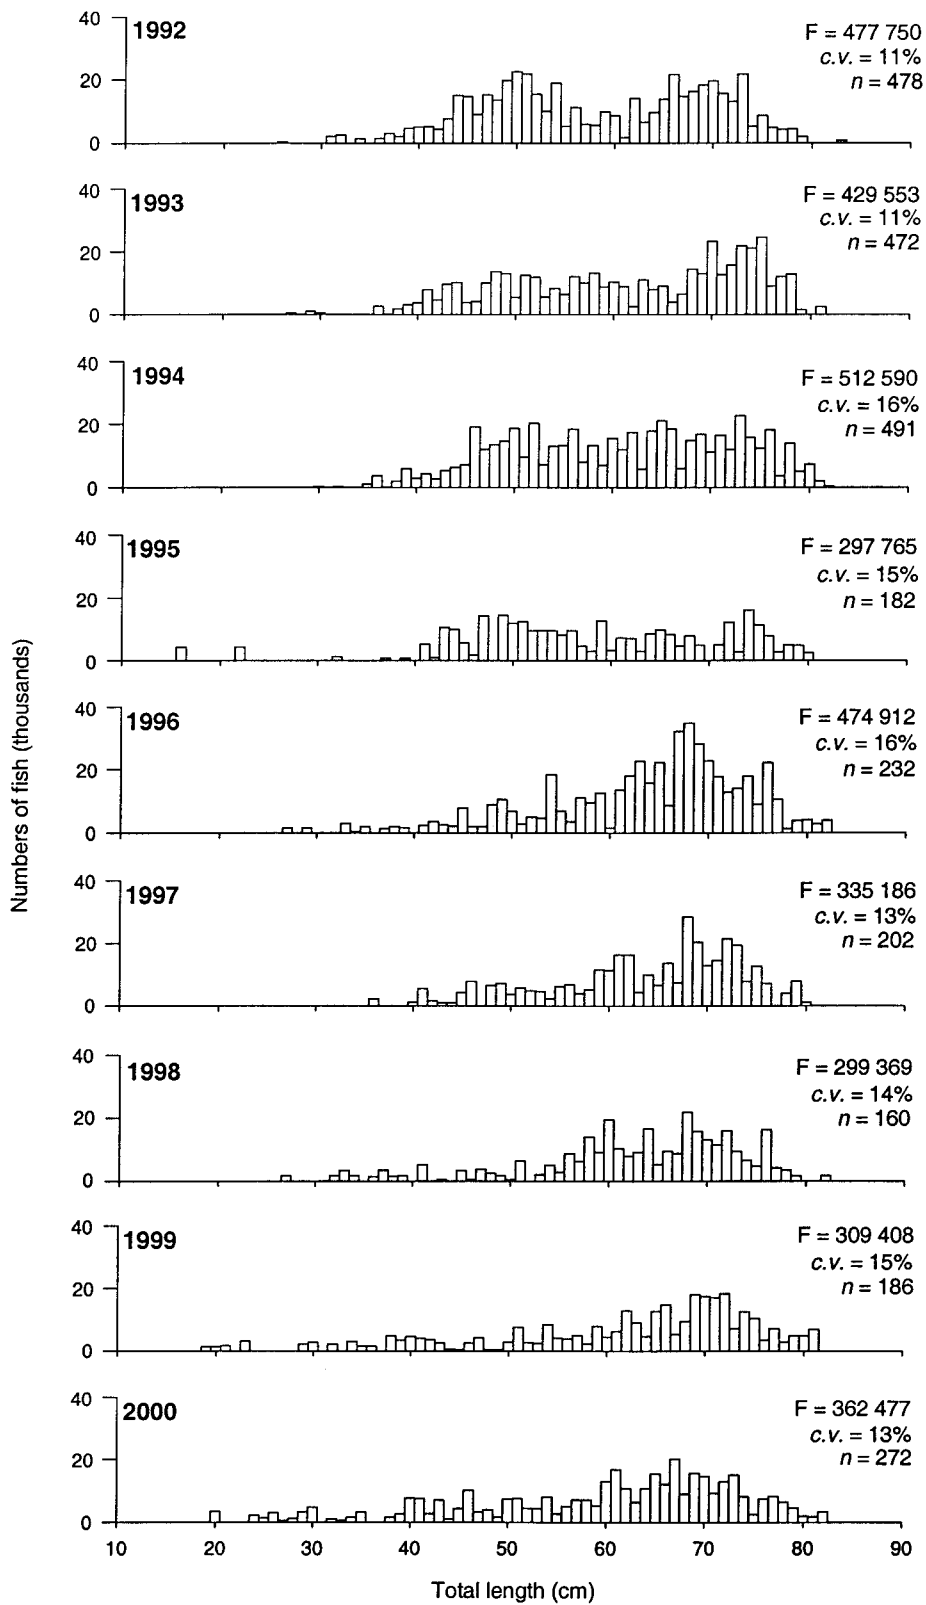 40
1992
F = 477 750
c.v. = 11%
20
n = 478
0
40
1993
F = 429 553
c.v. = 11%
n = 472
20
0
40
1994
F = 512 590
c.v. = 16%
20
n = 491
0
40
1995
F = 297 765
c.v. = 15%
20
n = 182
0
Numbers of fish (thousands)
40
1996
F = 474 912
c.v. = 16%
20
n = 232
0
40
1997
F = 335 186
c.v. = 13%
20
n = 202
0
40
1998
F = 299 369
c.v. = 14%
20
n = 160
0
40
1999
F = 309 408
c.v. = 15%
20
n = 186
0
40
2000
F = 362 477
c.v. = 13%
20
n = 272
0
10 20 30 40 50 60 70 80 90
Total length (cm)